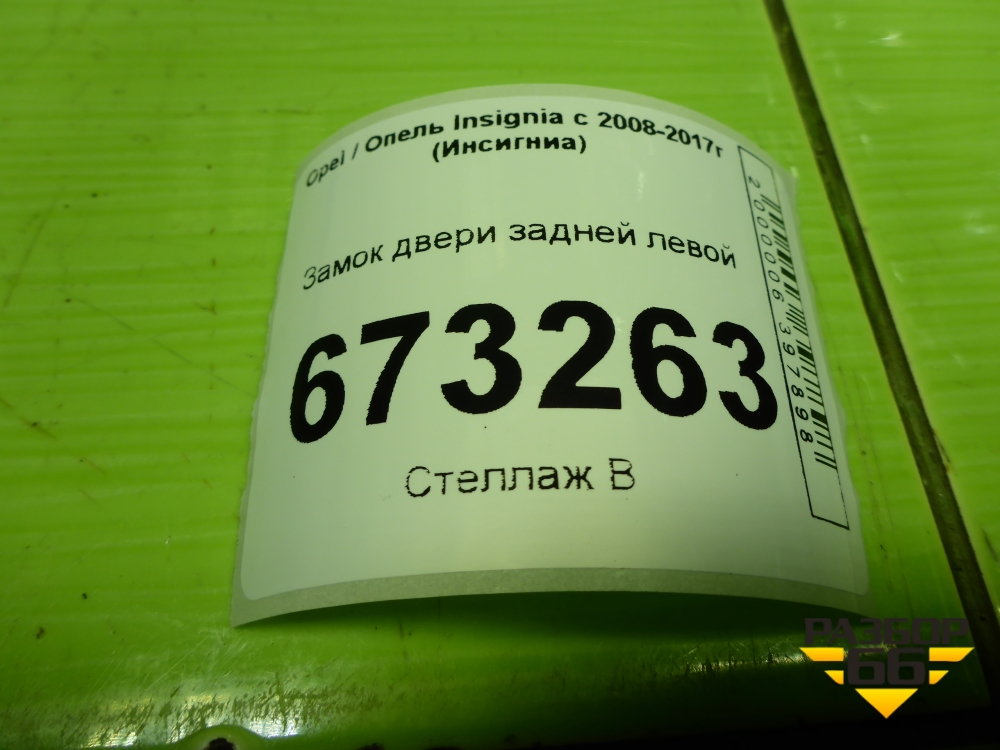 Opel / Опель Insignia с 2008-2017г
(Инсигниа)
Замок двери задней левой
673263
Стеллаж В
2000006397898
РАЗБОР
66